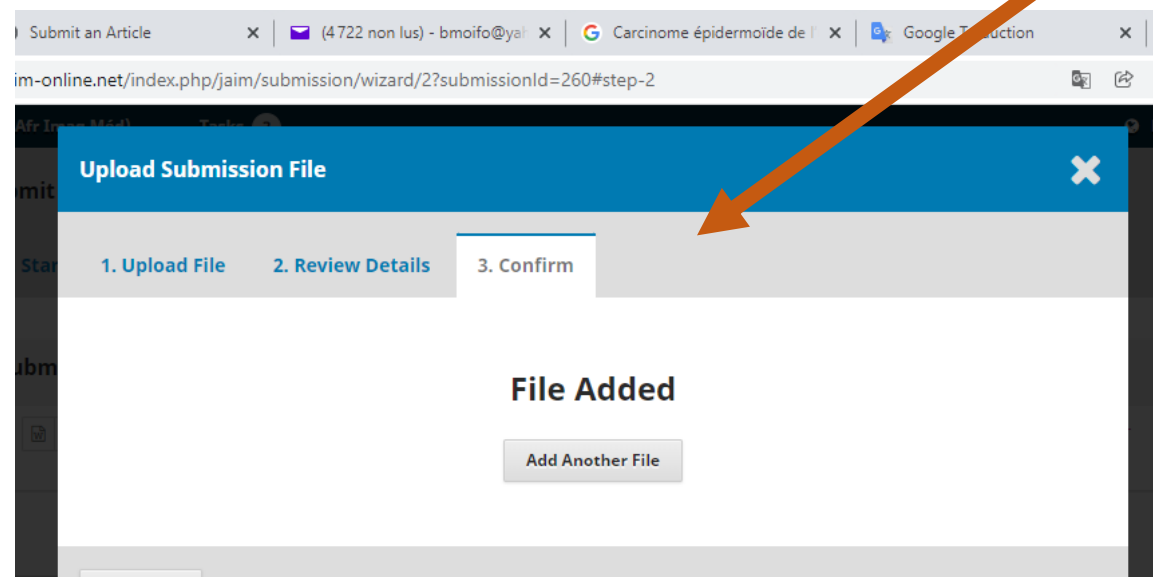 Submit an Article
(4 722 non lus) - bmoifo@yah
Carcinome épidermoïde de l'
Google
im-online.net/index.php/jaim/submission/wizard/2?submissionId=260#step-2
Upload Submission File
1. Upload File
2. Review Details
3. Confirm
File Added
Add Another File